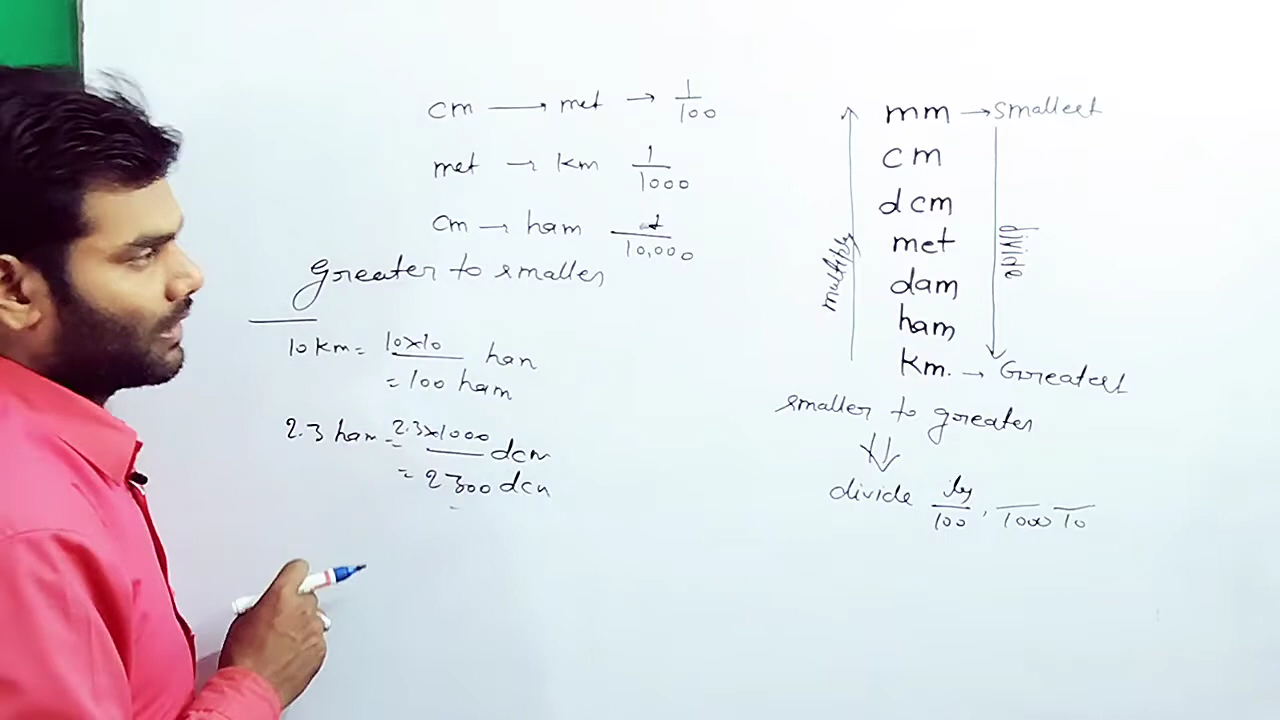 cm → met → 1/100
met → km 1/1000
cm → ham 1/10,000
Greater to smaller
10 km = 10×10 ham
= 100 ham
2.3 ham = 2.3×1000 dcm
= 2300 dcm
mm → smallest
cm
dcm
met
dam
ham
km. → Greatest
multiply
divide
smaller to greater
divide by
100, 1000 10